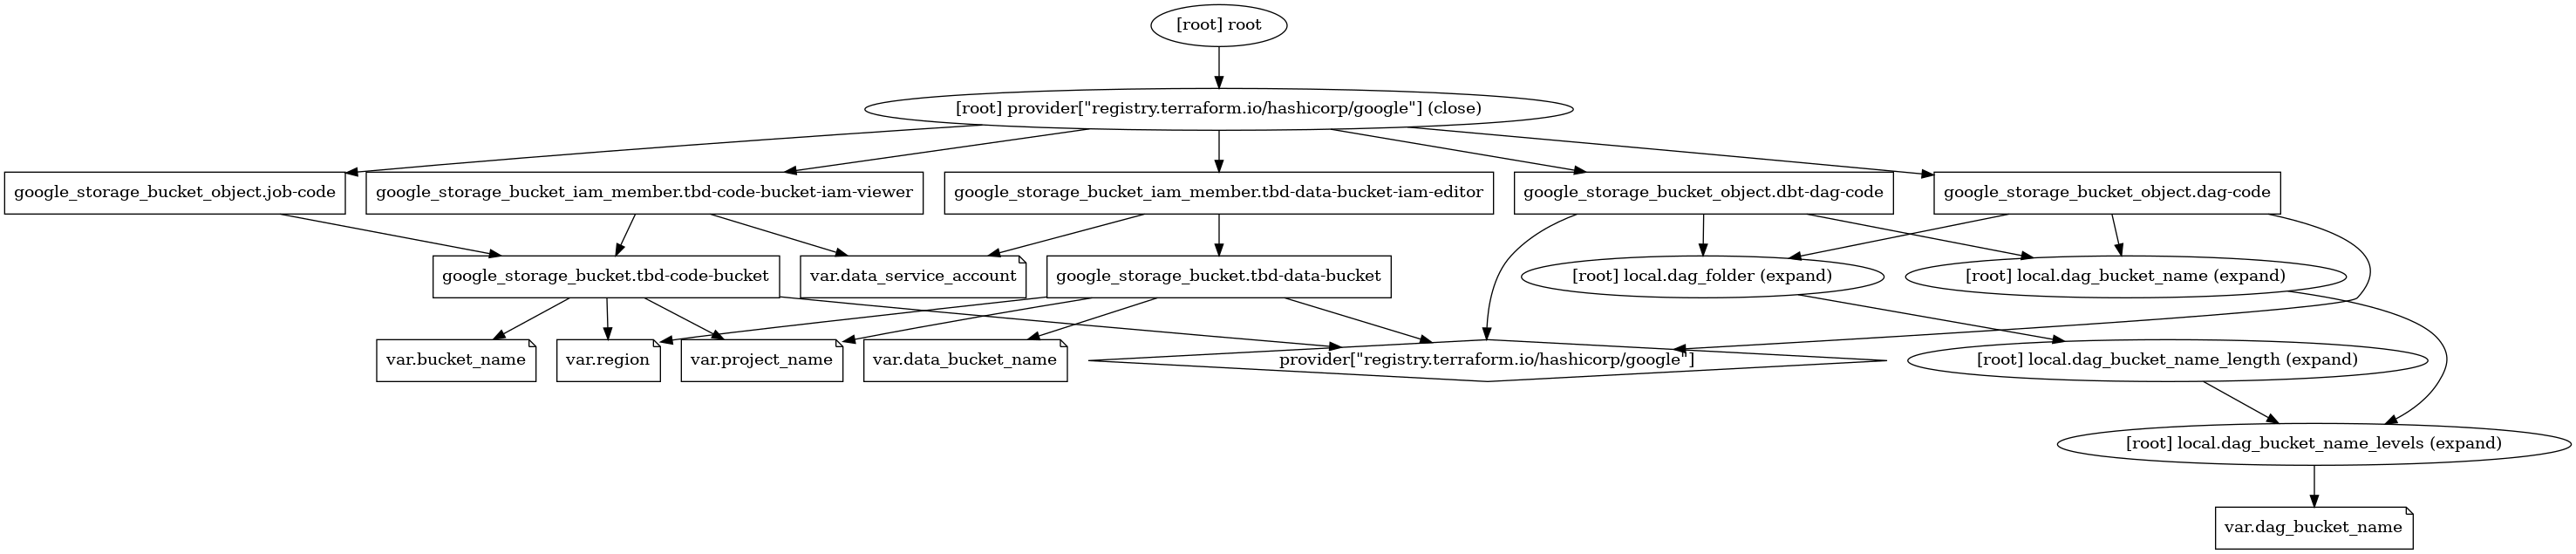 [root] root
[root] provider[\"registry.terraform.io/hashicorp/google\"] (close)
google_storage_bucket_object.job-code
google_storage_bucket_iam_member.tbd-code-bucket-iam-viewer
google_storage_bucket_iam_member.tbd-data-bucket-iam-editor
google_storage_bucket_object.dbt-dag-code
google_storage_bucket_object.dag-code
google_storage_bucket.tbd-code-bucket
var.data_service_account
google_storage_bucket.tbd-data-bucket
[root] local.dag_folder (expand)
[root] local.dag_bucket_name (expand)
var.bucket_name
var.region
var.project_name
var.data_bucket_name
provider[\"registry.terraform.io/hashicorp/google\"]
[root] local.dag_bucket_name_length (expand)
[root] local.dag_bucket_name_levels (expand)
var.dag_bucket_name